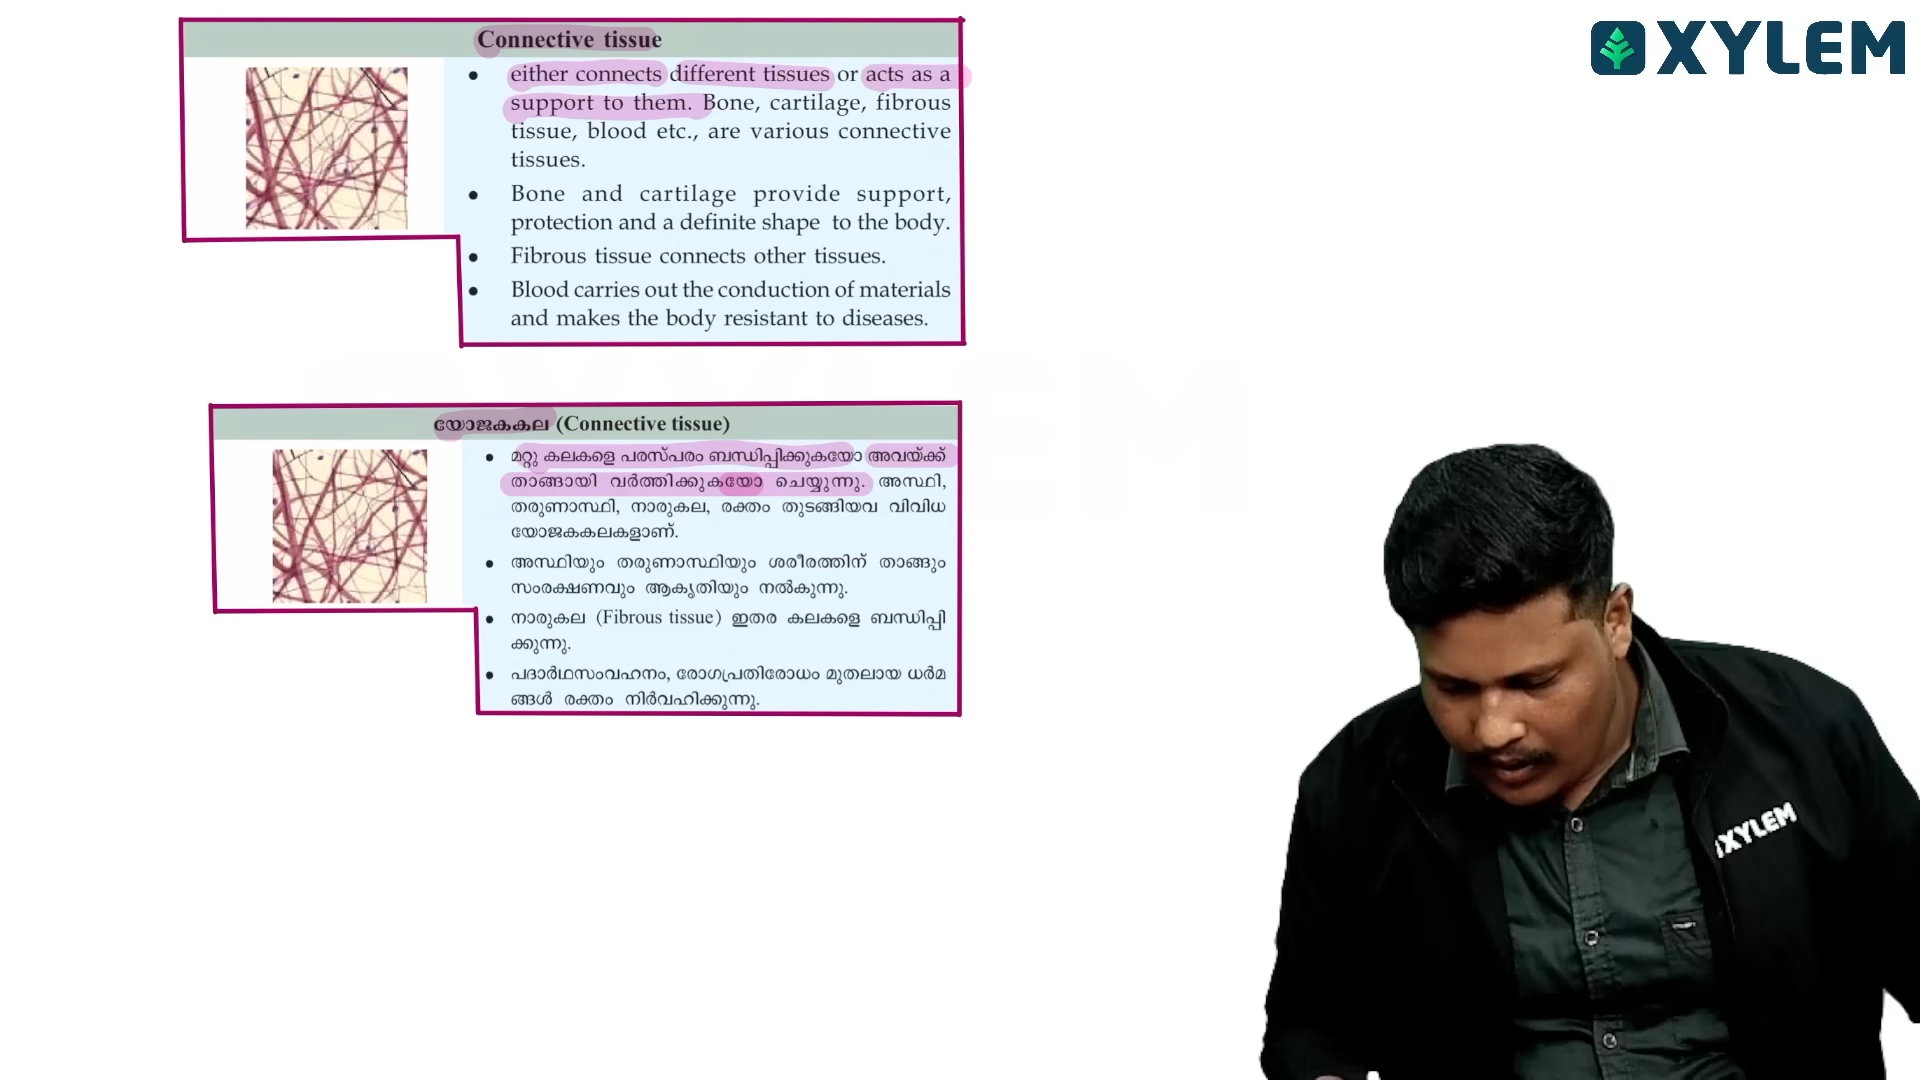 XYLEM
Connective tissue
• either connects different tissues or acts as a
support to them. Bone, cartilage, fibrous
tissue, blood etc., are various connective
tissues.
• Bone and cartilage provide support,
protection and a definite shape to the body.
• Fibrous tissue connects other tissues.
• Blood carries out the conduction of materials
and makes the body resistant to diseases.
യോജകകല (Connective tissue)
• മറ്റു കലകളെ പരസ്പരം ബന്ധിപ്പിക്കുകയോ അവയ്ക്ക്
താങ്ങായി വർത്തിക്കുകയോ ചെയ്യുന്നു. അസ്ഥി,
തരുണാസ്ഥി, നാരുകല, രക്തം തുടങ്ങിയവ വിവിധ
യോജകകലകളാണ്.
• അസ്ഥിയും തരുണാസ്ഥിയും ശരീരത്തിന് താങ്ങും
സംരക്ഷണവും ആകൃതിയും നൽകുന്നു.
• നാരുകല (Fibrous tissue) ഇതര കലകളെ ബന്ധിപ്പി
ക്കുന്നു.
• പദാർഥസംവഹനം, രോഗപ്രതിരോധം മുതലായ ധർമ
ങ്ങൾ രക്തം നിർവഹിക്കുന്നു.
XYLEM